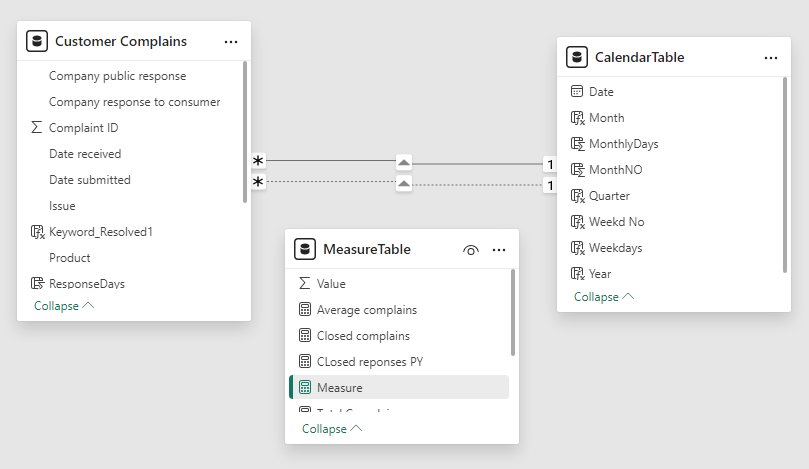 Customer Complains
Company public response
Company response to consumer
Complaint ID
Date received
Date submitted
Issue
Keyword_Resolved1
Product
ResponseDays
Collapse
*
*
1
1
CalendarTable
Date
Month
MonthlyDays
MonthNO
Quarter
Weekd No
Weekdays
Year
Collapse
MeasureTable
Value
Average complains
Closed complains
CLosed reponses PY
Measure
Collapse